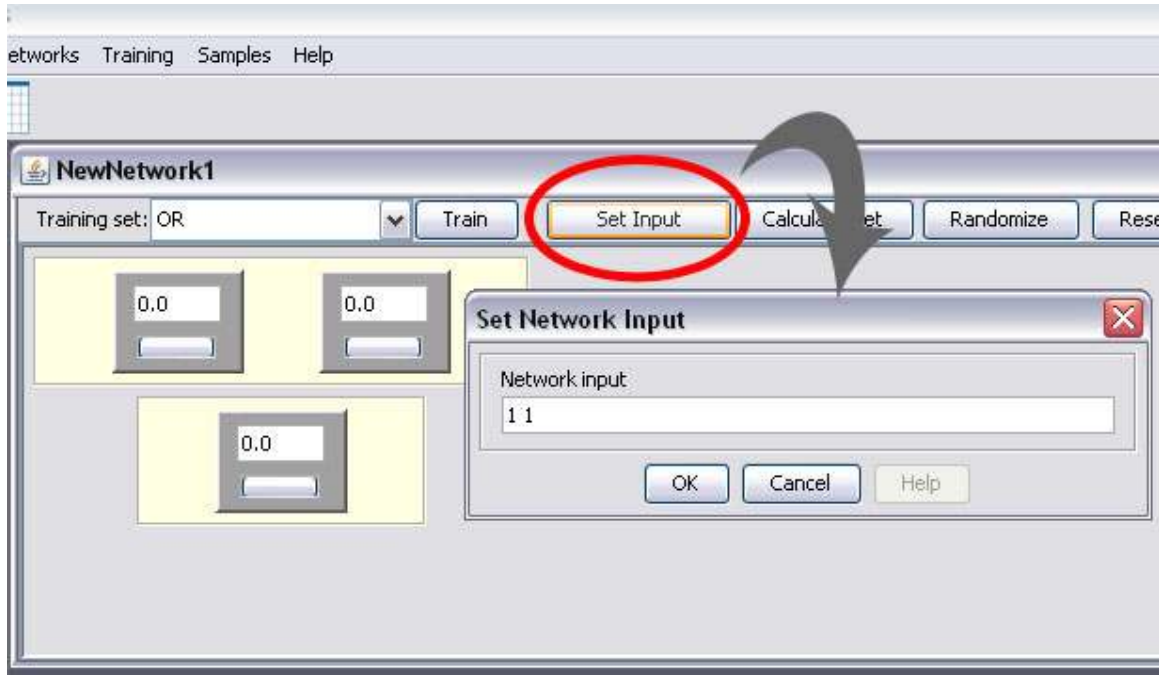 Training Samples Help
NewNetwork1
Training set: OR Train Set Input Randomize
0.0 0.0
Set Network Input
Network input
1 1
0.0
OK Cancel Help